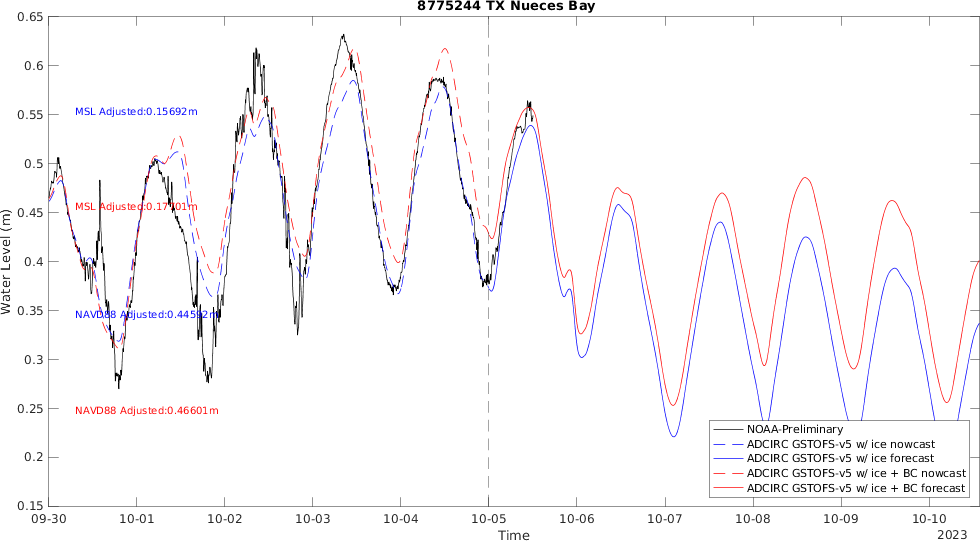 8775244 TX Nueces Bay
0.65
0.6
0.55
0.5
0.45
0.4
0.35
0.3
0.25
0.2
0.15
Water Level (m)
MSL Adjusted:0.15692m
MSL Adjusted:
NAVD88 Adjusted:0.44592m
NAVD88 Adjusted:0.46601m
NOAA-Preliminary
ADCIRC GSTOFS-v5 w/ ice nowcast
ADCIRC GSTOFS-v5 w/ ice forecast
ADCIRC GSTOFS-v5 w/ ice + BC nowcast
ADCIRC GSTOFS-v5 w/ ice + BC forecast
09-30 10-01 10-02 10-03 10-04 10-05 10-06 10-07 10-08 10-09 10-10
Time
2023